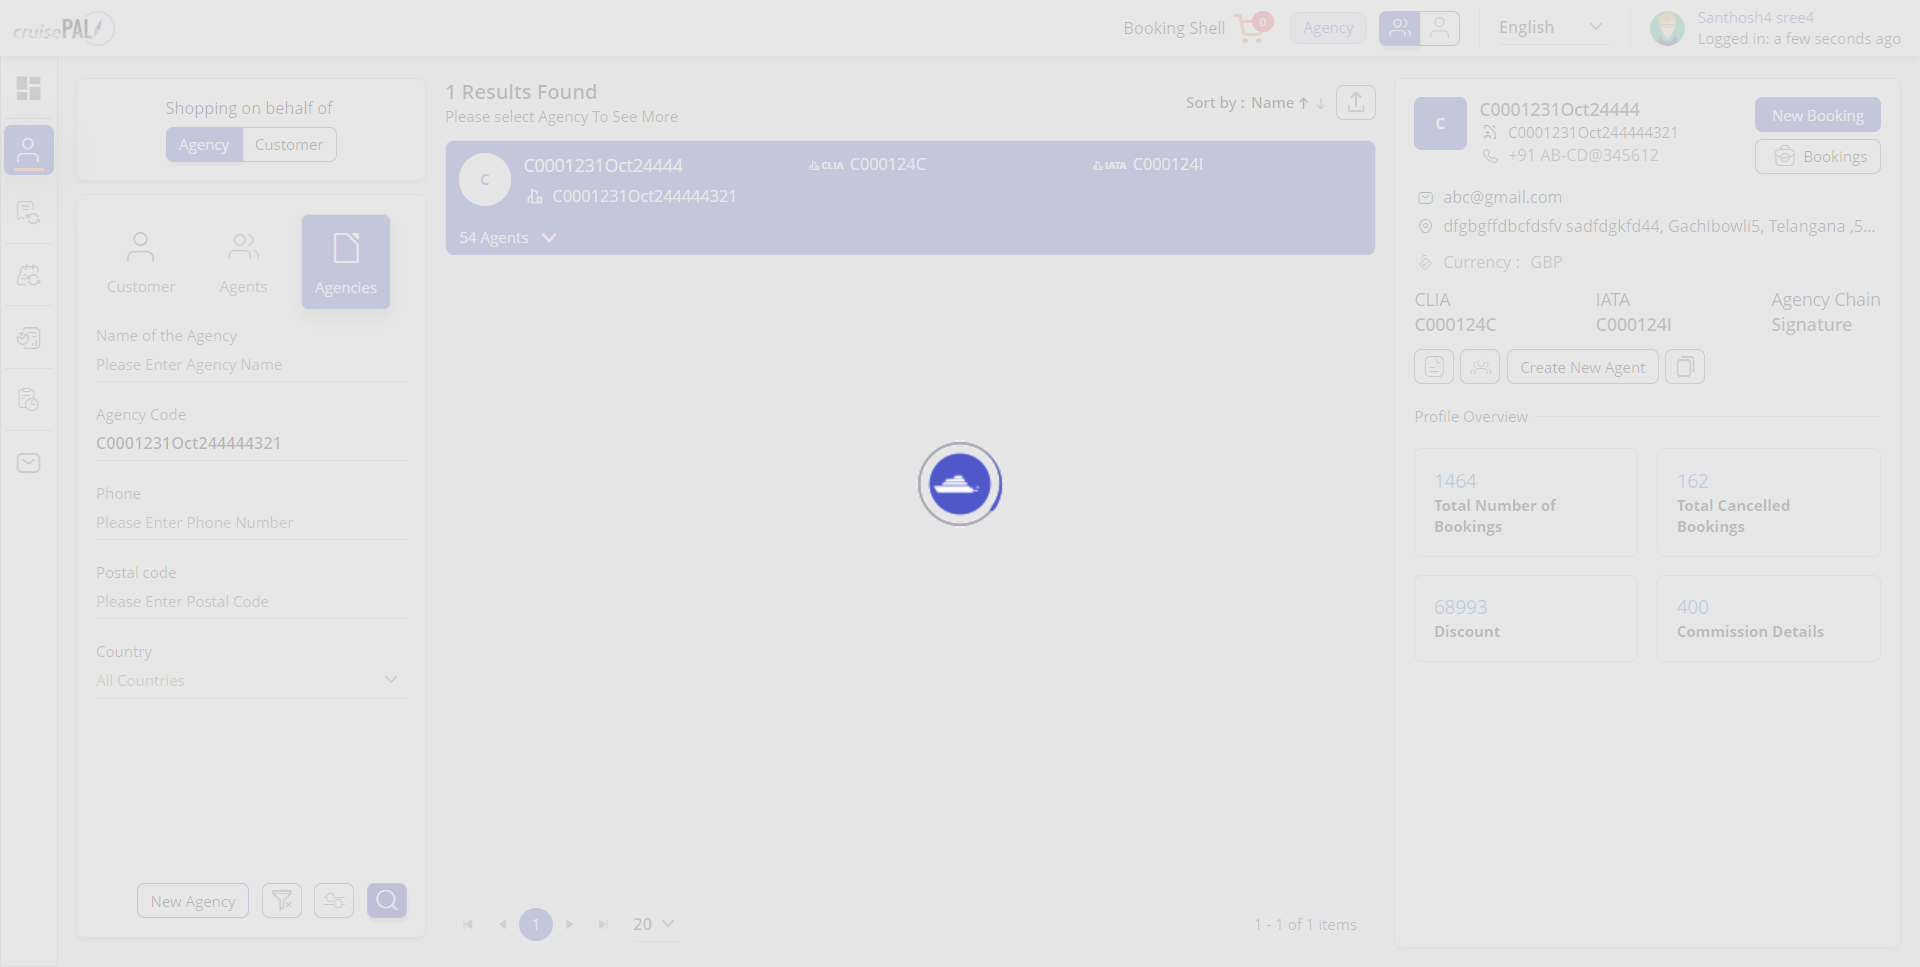 cruisePAL
Booking Shell
0
Agency
English
Santhosh4 sree4
Logged in: a few seconds ago
Shopping on behalf of
Agency
Customer
Customer
Agents
Agencies
Name of the Agency
Please Enter Agency Name
Agency Code
C0001231Oct244444321
Phone
Please Enter Phone Number
Postal code
Please Enter Postal Code
Country
All Countries
New Agency
1 Results Found
Please select Agency To See More
Sort by : Name
C
C0001231Oct24444
C0001231Oct244444321
CLIA C000124C
IATA C000124I
54 Agents
1
20
1 - 1 of 1 items
C
C0001231Oct24444
C0001231Oct244444321
+91 AB-CD@345612
New Booking
Bookings
abc@gmail.com
dfgbgffdbcfdsfv sadfdgkfd44, Gachibowli5, Telangana ,5...
Currency : GBP
CLIA
C000124C
IATA
C000124I
Agency Chain
Signature
Create New Agent
Profile Overview
1464
Total Number of
Bookings
162
Total Cancelled
Bookings
68993
Discount
400
Commission Details